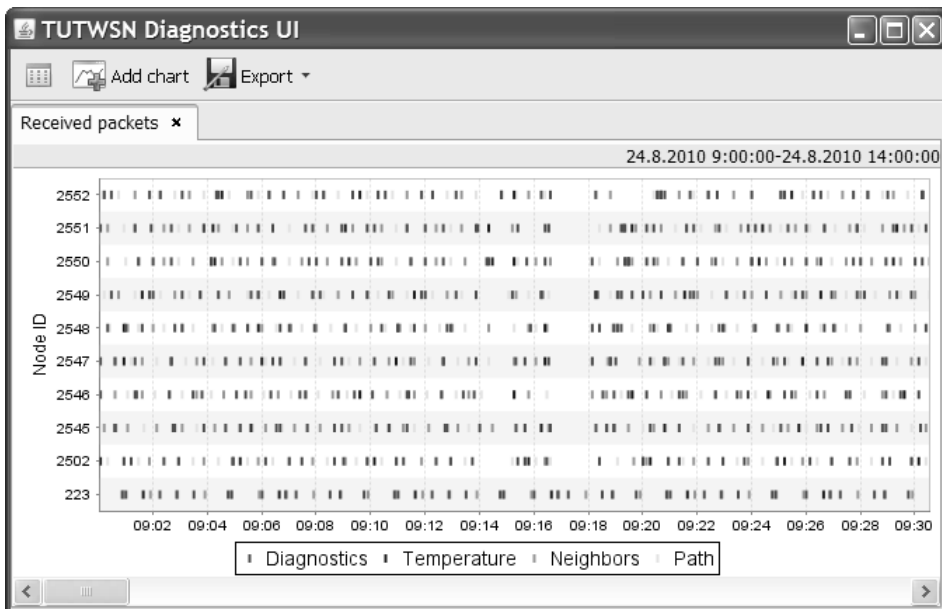 TUTWSN Diagnostics UI
Add chart Export
Received packets ×
24.8.2010 9:00:00-24.8.2010 14:00:00
Node ID
2552
2551
2550
2549
2548
2547
2546
2545
2502
223
09:02 09:04 09:06 09:08 09:10 09:12 09:14 09:16 09:18 09:20 09:22 09:24 09:26 09:28 09:30
Diagnostics Temperature Neighbors Path